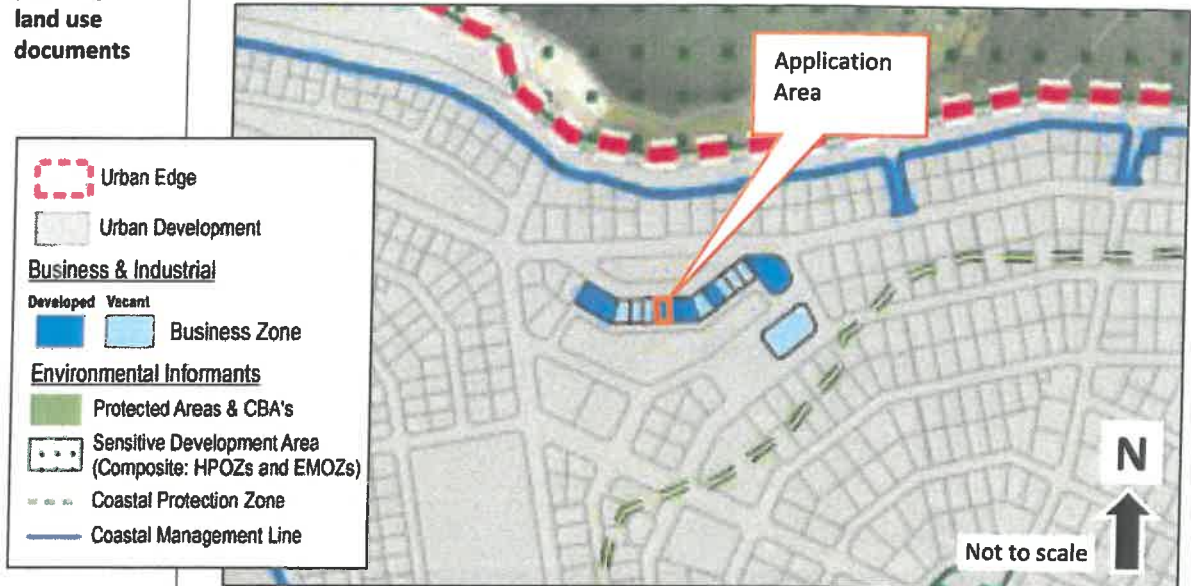 land use
documents
Application
Area
Urban Edge
Urban Development
Business & Industrial
Developed Vacant
Business Zone
Environmental Informants
Protected Areas & CBA's
Sensitive Development Area
(Composite: HPOZs and EMOZs)
Coastal Protection Zone
Coastal Management Line
N
Not to scale